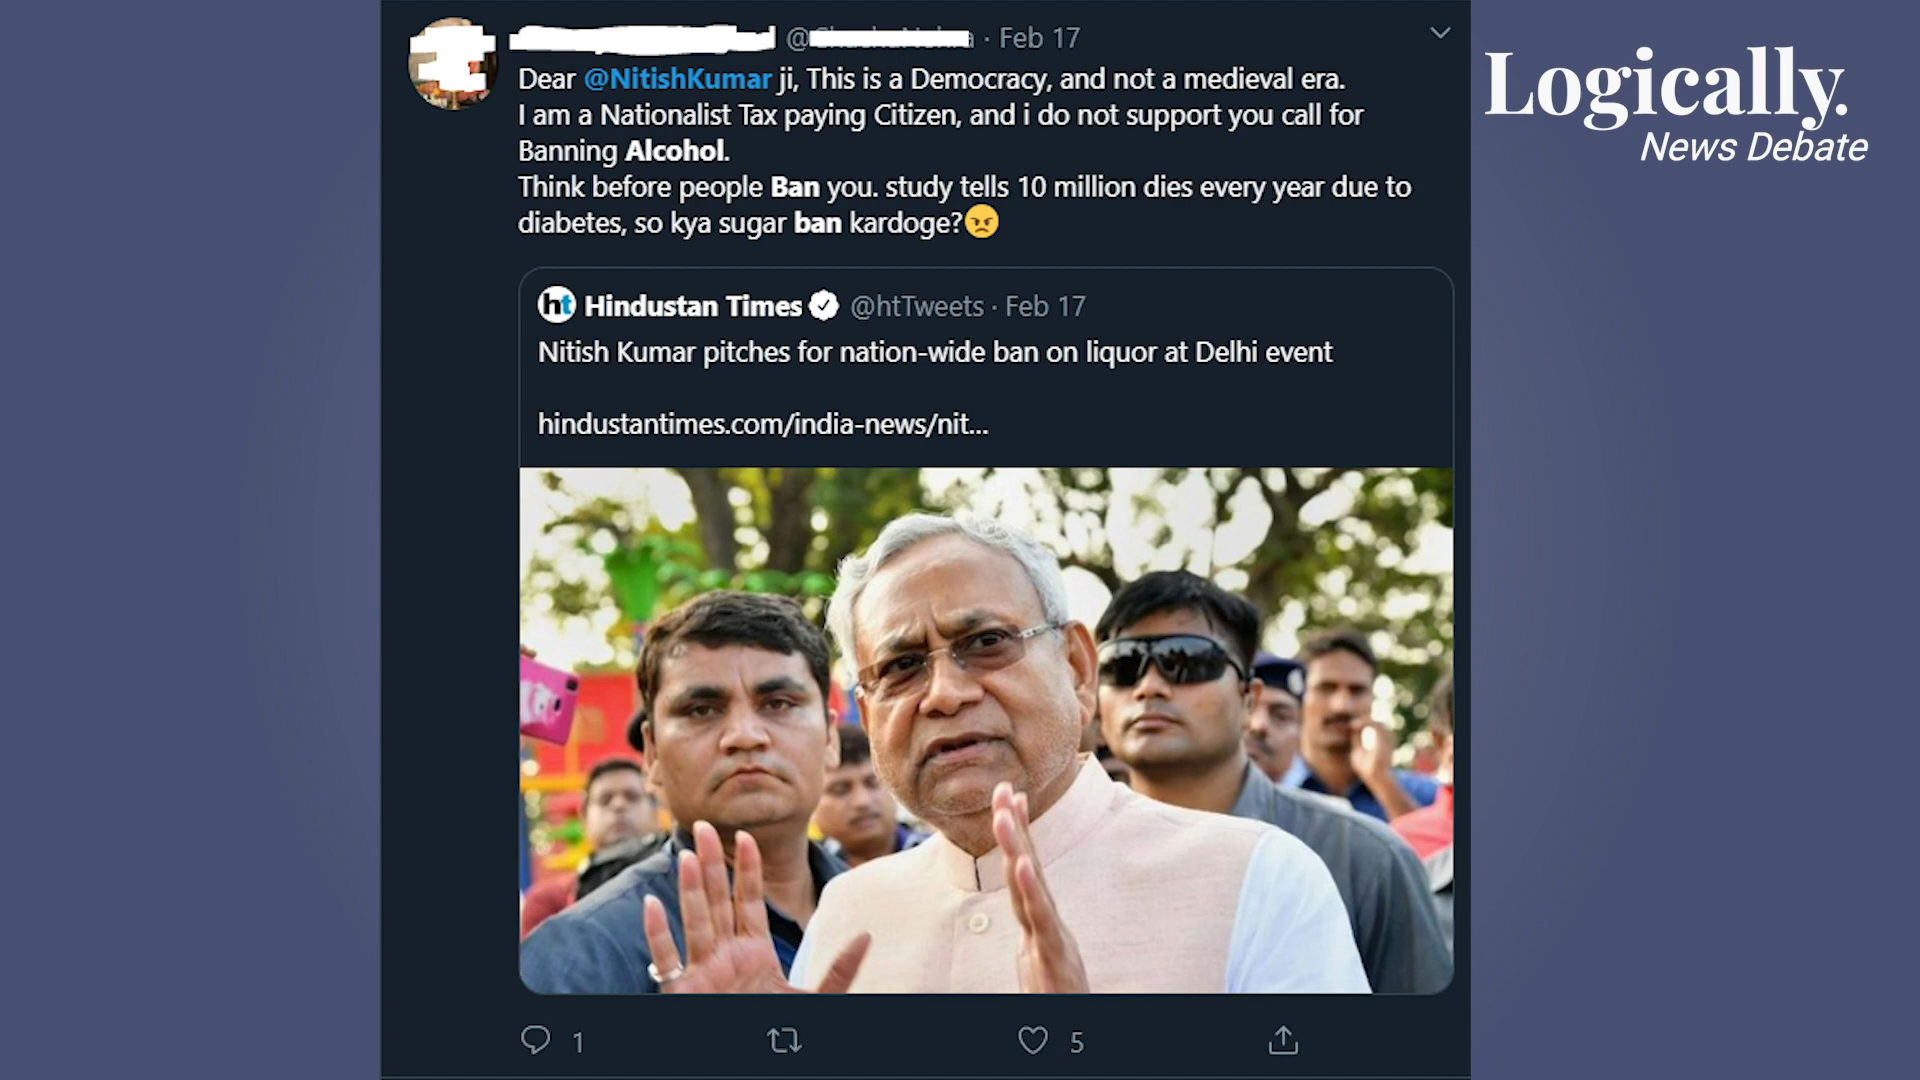 @ · Feb 17
Dear @NitishKumar ji, This is a Democracy, and not a medieval era.
I am a Nationalist Tax paying Citizen, and i do not support you call for
Banning Alcohol.
Think before people Ban you. study tells 10 million dies every year due to
diabetes, so kya sugar ban kardoge?
ht Hindustan Times @htTweets · Feb 17
Nitish Kumar pitches for nation-wide ban on liquor at Delhi event
hindustantimes.com/india-news/nit...
1 5
Logically.
News Debate